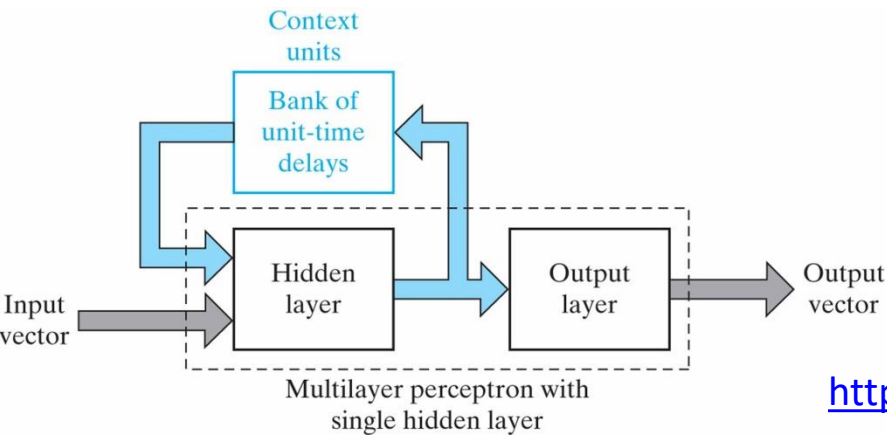 Context
units
Bank of
unit-time
delays
Hidden
layer
Output
layer
Input
vector
Output
vector
Multilayer perceptron with
single hidden layer
http